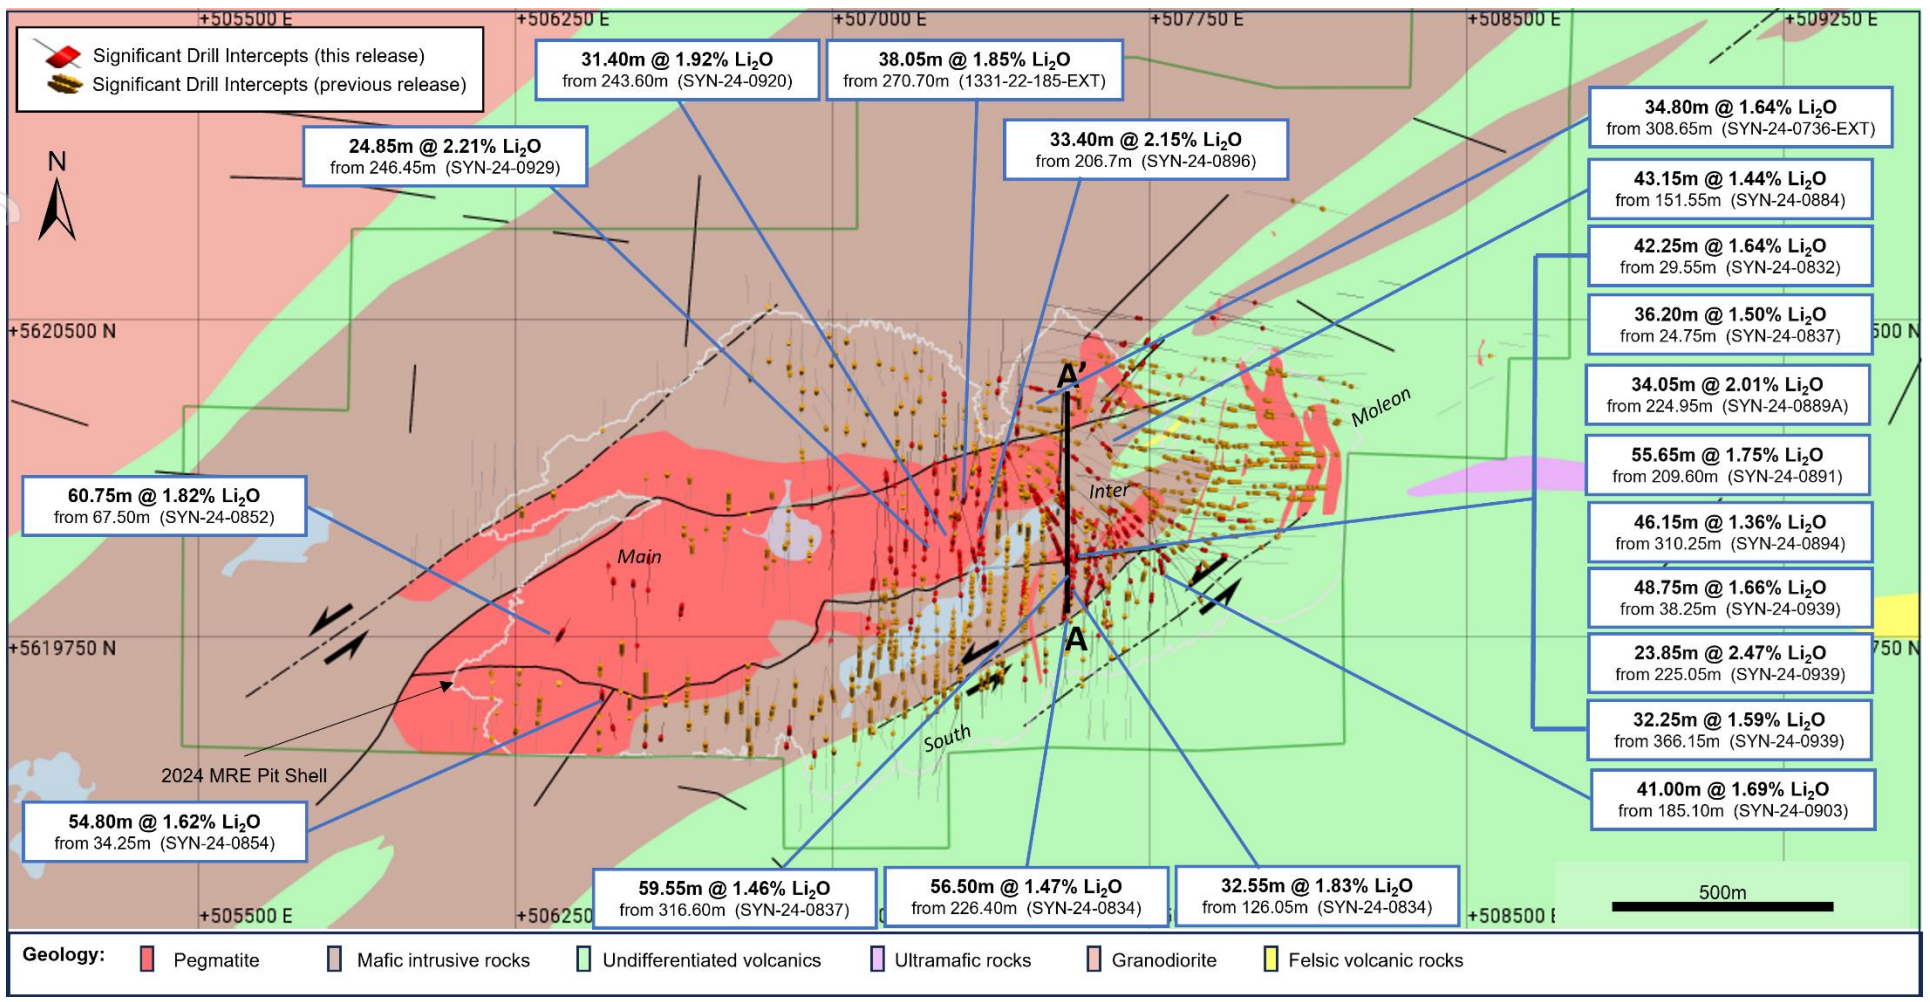 +505500 E
+506250 E
+507000 E
+507750 E
+508500 E
+509250 E
Significant Drill Intercepts (this release)
Significant Drill Intercepts (previous release)
N
31.40m @ 1.92% Li₂O
from 243.60m (SYN-24-0920)
38.05m @ 1.85% Li₂O
from 270.70m (1331-22-185-EXT)
24.85m @ 2.21% Li₂O
from 246.45m (SYN-24-0929)
33.40m @ 2.15% Li₂O
from 206.7m (SYN-24-0896)
34.80m @ 1.64% Li₂O
from 308.65m (SYN-24-0736-EXT)
43.15m @ 1.44% Li₂O
from 151.55m (SYN-24-0884)
42.25m @ 1.64% Li₂O
from 29.55m (SYN-24-0832)
36.20m @ 1.50% Li₂O
from 24.75m (SYN-24-0837)
34.05m @ 2.01% Li₂O
from 224.95m (SYN-24-0889A)
55.65m @ 1.75% Li₂O
from 209.60m (SYN-24-0891)
46.15m @ 1.36% Li₂O
from 310.25m (SYN-24-0894)
48.75m @ 1.66% Li₂O
from 38.25m (SYN-24-0939)
23.85m @ 2.47% Li₂O
from 225.05m (SYN-24-0939)
32.25m @ 1.59% Li₂O
from 366.15m (SYN-24-0939)
41.00m @ 1.69% Li₂O
from 185.10m (SYN-24-0903)
+5620500 N
500 N
A'
Moleon
Inter
Main
60.75m @ 1.82% Li₂O
from 67.50m (SYN-24-0852)
+5619750 N
750 N
A
South
2024 MRE Pit Shell
54.80m @ 1.62% Li₂O
from 34.25m (SYN-24-0854)
59.55m @ 1.46% Li₂O
from 316.60m (SYN-24-0837)
56.50m @ 1.47% Li₂O
from 226.40m (SYN-24-0834)
32.55m @ 1.83% Li₂O
from 126.05m (SYN-24-0834)
500m
+505500 E
+506250
+508500 E
Geology:
Pegmatite
Mafic intrusive rocks
Undifferentiated volcanics
Ultramafic rocks
Granodiorite
Felsic volcanic rocks